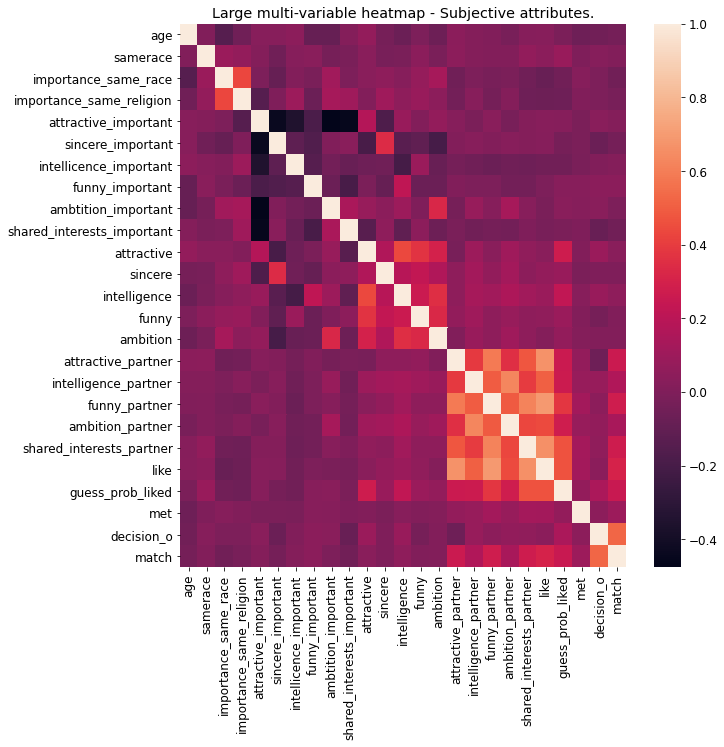 Large multi-variable heatmap - Subjective attributes.
age
samerace
importance_same_race
importance_same_religion
attractive_important
sincere_important
intellicence_important
funny_important
ambtition_important
shared_interests_important
attractive
sincere
intelligence
funny
ambition
attractive_partner
intelligence_partner
funny_partner
ambition_partner
shared_interests_partner
like
guess_prob_liked
met
decision_o
match
age
samerace
importance_same_race
importance_same_religion
attractive_important
sincere_important
intellicence_important
funny_important
ambtition_important
shared_interests_important
attractive
sincere
intelligence
funny
ambition
attractive_partner
intelligence_partner
funny_partner
ambition_partner
shared_interests_partner
like
guess_prob_liked
met
decision_o
match
1.0
0.8
0.6
0.4
0.2
0.0
−0.2
−0.4